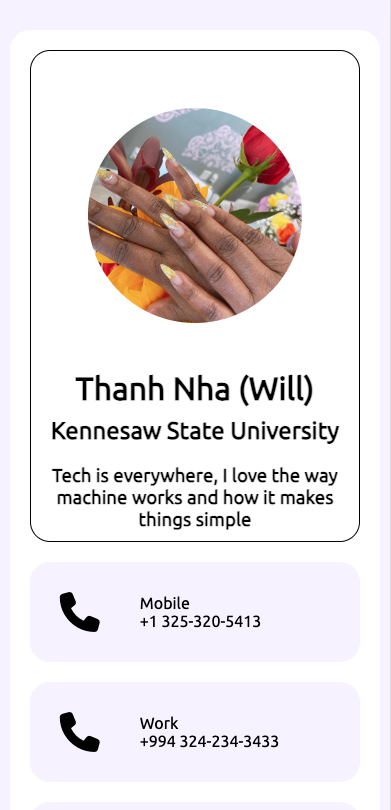 Thanh Nha (Will)
Kennesaw State University
Tech is everywhere, I love the way
machine works and how it makes
things simple
Mobile
+1 325-320-5413
Work
+994 324-234-3433